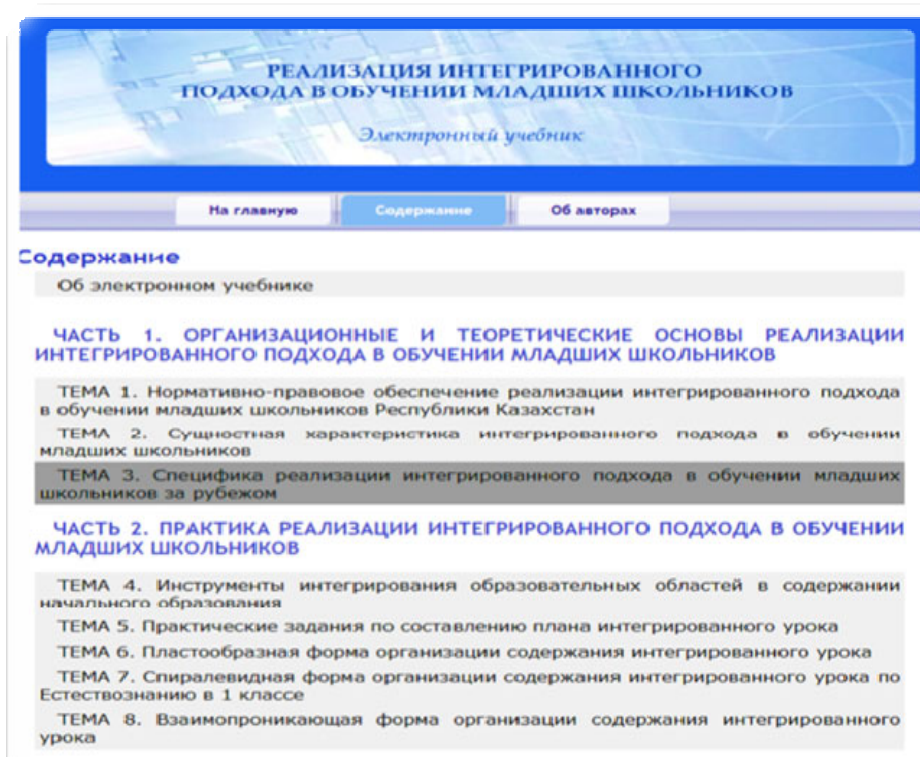 РЕАЛИЗАЦИЯ ИНТЕГРИРОВАННОГО
ПОДХОДА В ОБУЧЕНИИ МЛАДШИХ ШКОЛЬНИКОВ
Электронный учебник
На главную Содержание Об авторах
Содержание
Об электронном учебнике
ЧАСТЬ 1. ОРГАНИЗАЦИОННЫЕ И ТЕОРЕТИЧЕСКИЕ ОСНОВЫ РЕАЛИЗАЦИИ
ИНТЕГРИРОВАННОГО ПОДХОДА В ОБУЧЕНИИ МЛАДШИХ ШКОЛЬНИКОВ
ТЕМА 1. Нормативно-правовое обеспечение реализации интегрированного подхода
в обучении младших школьников Республики Казахстан
ТЕМА 2. Сущностная характеристика интегрированного подхода в обучении
младших школьников
ТЕМА 3. Специфика реализации интегрированного подхода в обучении младших
школьников за рубежом
ЧАСТЬ 2. ПРАКТИКА РЕАЛИЗАЦИИ ИНТЕГРИРОВАННОГО ПОДХОДА В ОБУЧЕНИИ
МЛАДШИХ ШКОЛЬНИКОВ
ТЕМА 4. Инструменты интегрирования образовательных областей в содержании
начального образования
ТЕМА 5. Практические задания по составлению плана интегрированного урока
ТЕМА 6. Пластообразная форма организации содержания интегрированного урока
ТЕМА 7. Спиралевидная форма организации содержания интегрированного урока по
Естествознанию в 1 классе
ТЕМА 8. Взаимопроникающая форма организации содержания интегрированного
урока